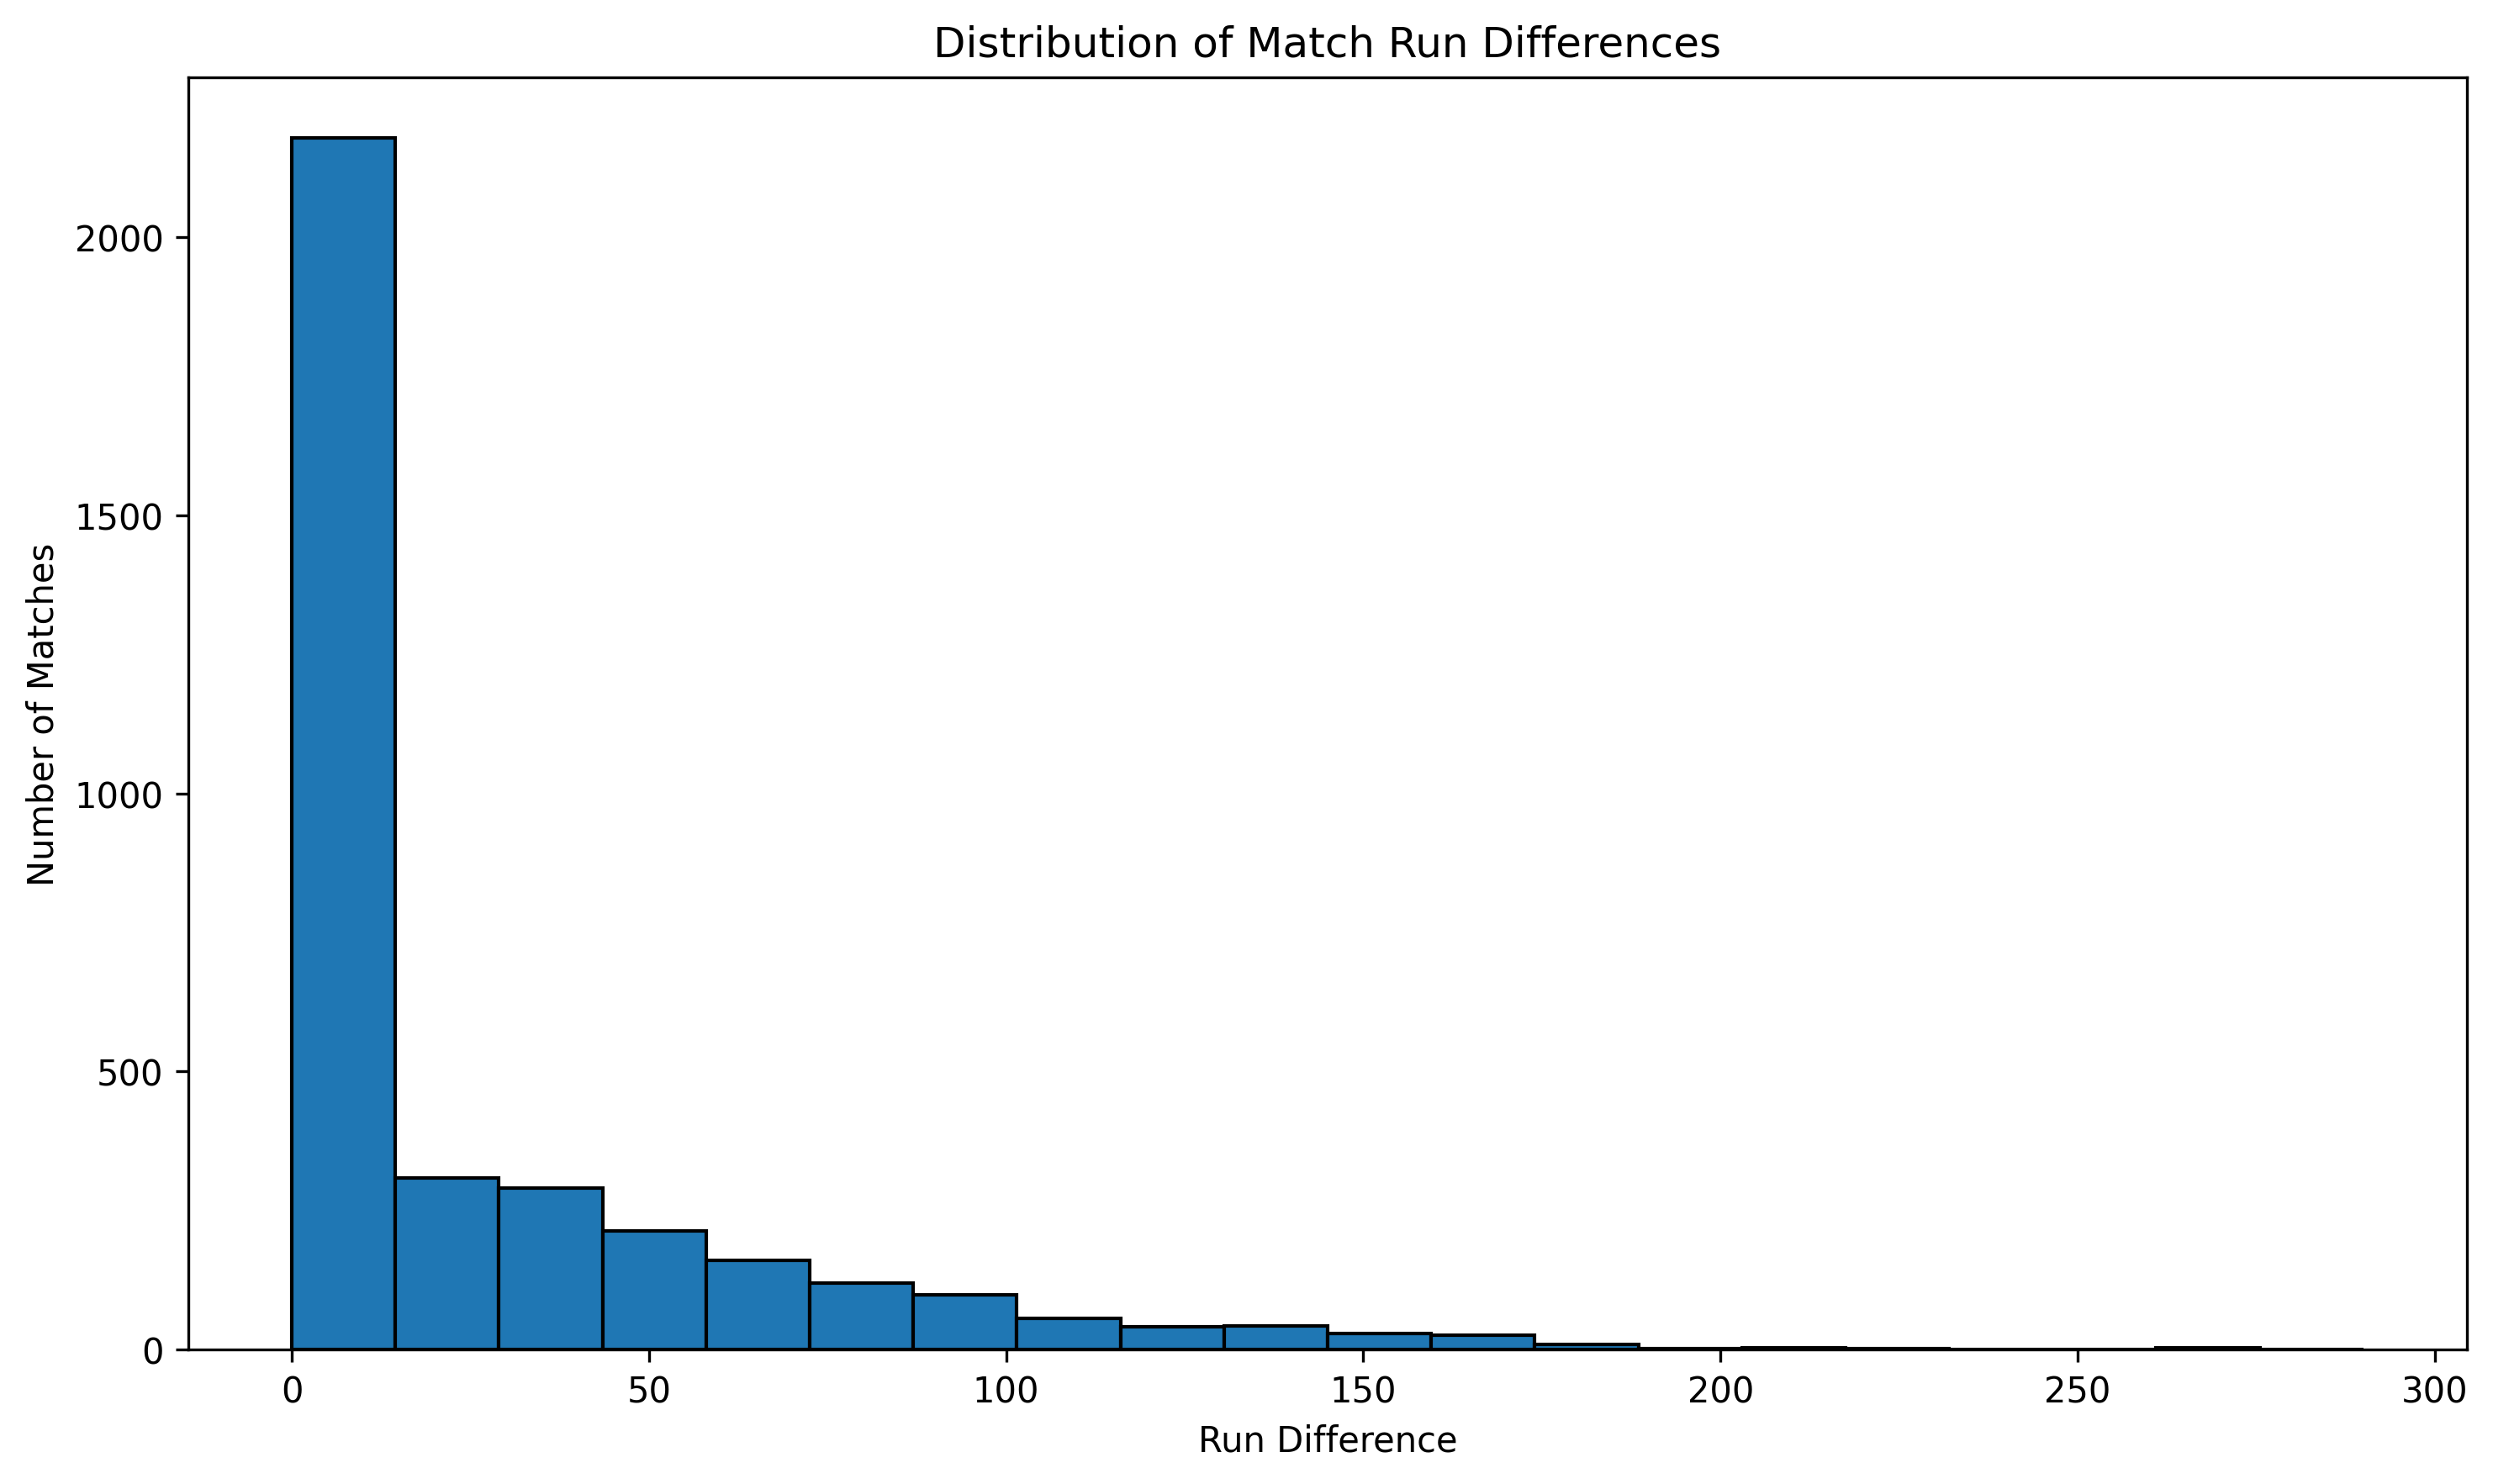 Distribution of Match Run Differences
Number of Matches
2000
1500
1000
500
0
0 50 100 150 200 250 300
Run Difference